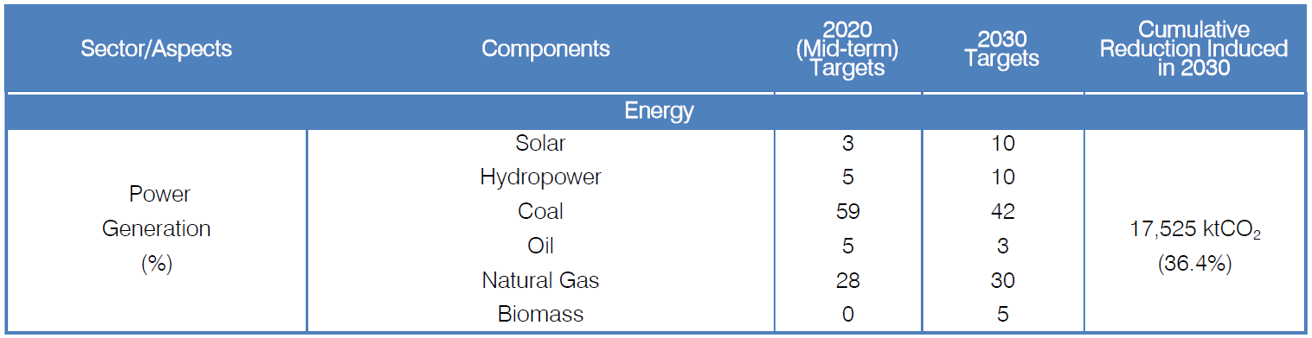 Sector/Aspects Components 2020 (Mid-term) Targets 2030 Targets Cumulative Reduction Induced in 2030
Energy
Power Generation (%)
Solar 3 10
Hydropower 5 10
Coal 59 42
Oil 5 3
Natural Gas 28 30
Biomass 0 5
17,525 ktCO₂
(36.4%)